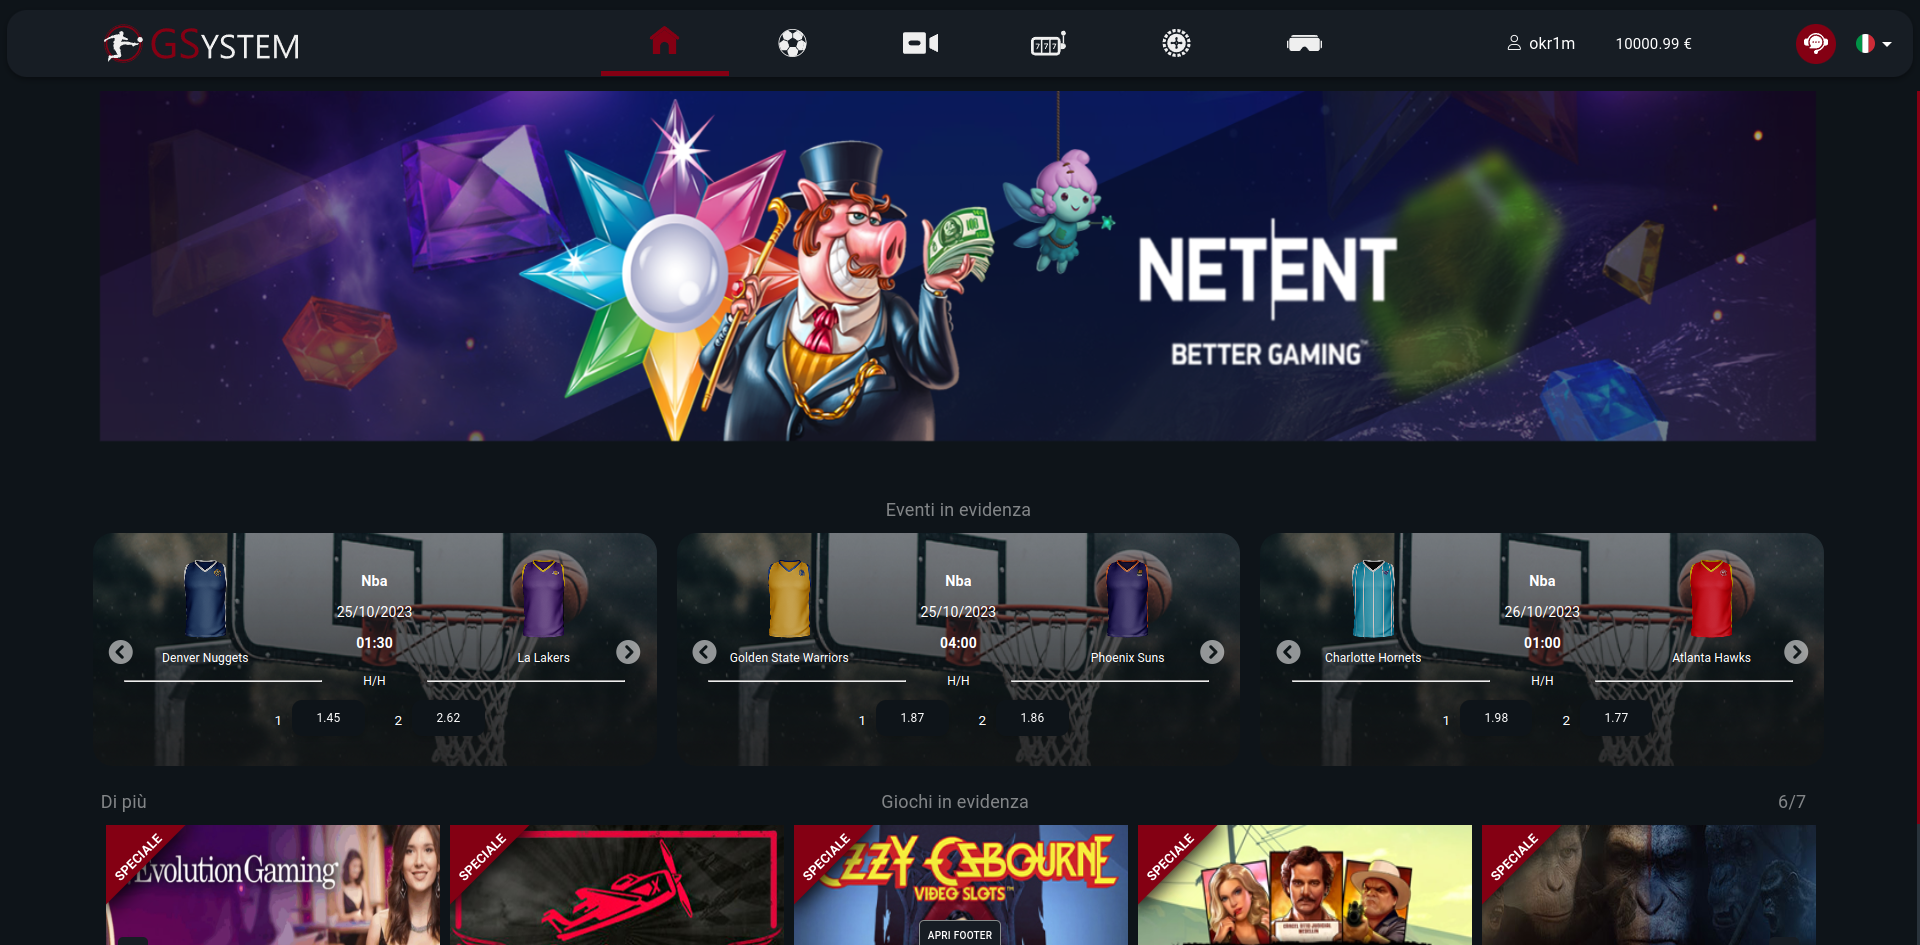 GSYSTEM
777
okr1m
10000.99 €
NETENT
BETTER GAMING™
Eventi in evidenza
Nba
25/10/2023
01:30
Denver Nuggets
La Lakers
H/H
1
1.45
2
2.62
Nba
25/10/2023
04:00
Golden State Warriors
Phoenix Suns
H/H
1
1.87
2
1.86
Nba
26/10/2023
01:00
Charlotte Hornets
Atlanta Hawks
H/H
1
1.98
2
1.77
Di più
Giochi in evidenza
6/7
SPECIALE
Evolution Gaming
SPECIALE
X
SPECIALE
OZZY OSBOURNE
VIDEO SLOTS™
SPECIALE
SPECIALE
APRI FOOTER